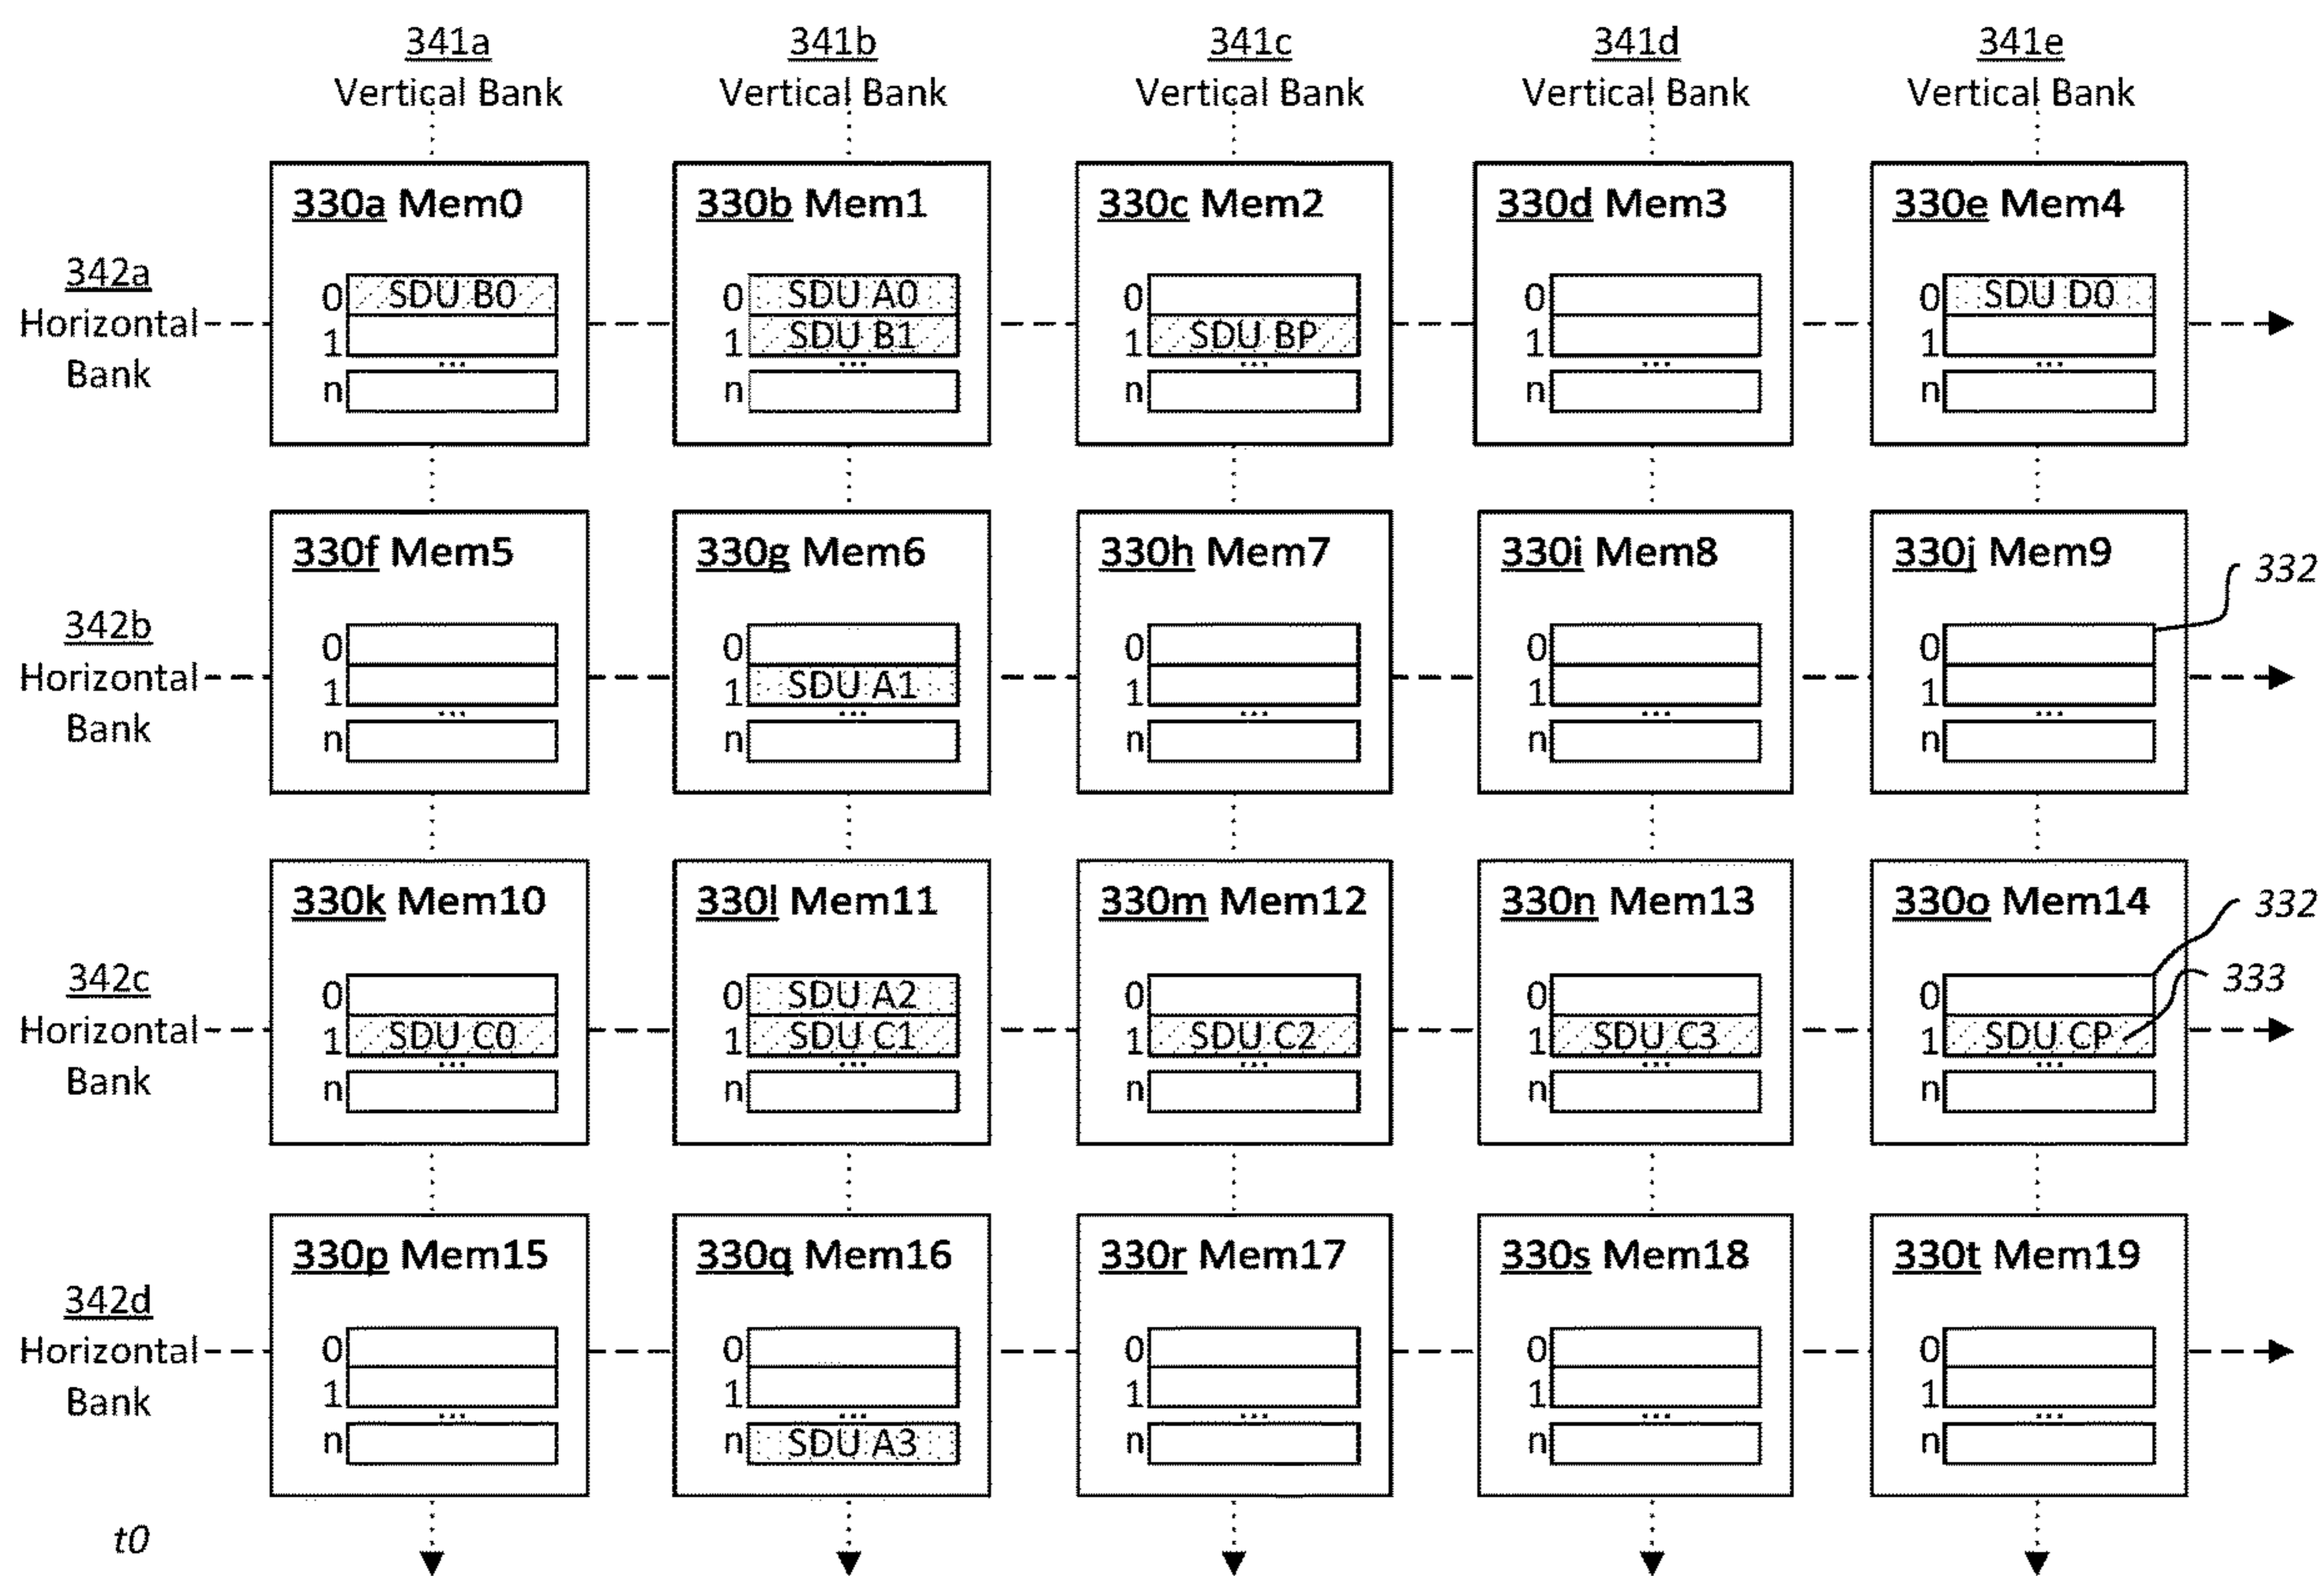 341a 341b 341c 341d 341e
Vertical Bank Vertical Bank Vertical Bank Vertical Bank Vertical Bank
330a Mem0 330b Mem1 330c Mem2 330d Mem3 330e Mem4
342a
Horizontal
Bank
0 SDU B0 0 SDU A0 0 0 0 SDU D0
1 1 SDU B1 1 SDU BP 1 1
... ... ... ... ...
n n n n n
330f Mem5 330g Mem6 330h Mem7 330i Mem8 330j Mem9
332
342b
Horizontal
Bank
0 0 0 0 0
1 1 SDU A1 1 1 1
... ... ... ... ...
n n n n n
330k Mem10 330l Mem11 330m Mem12 330n Mem13 330o Mem14
332
333
342c
Horizontal
Bank
0 0 SDU A2 0 0 0
1 SDU C0 1 SDU C1 1 SDU C2 1 SDU C3 1 SDU CP
... ... ... ... ...
n n n n n
330p Mem15 330q Mem16 330r Mem17 330s Mem18 330t Mem19
342d
Horizontal
Bank
0 0 0 0 0
1 1 1 1 1
... ... ... ... ...
n n SDU A3 n n n
t0